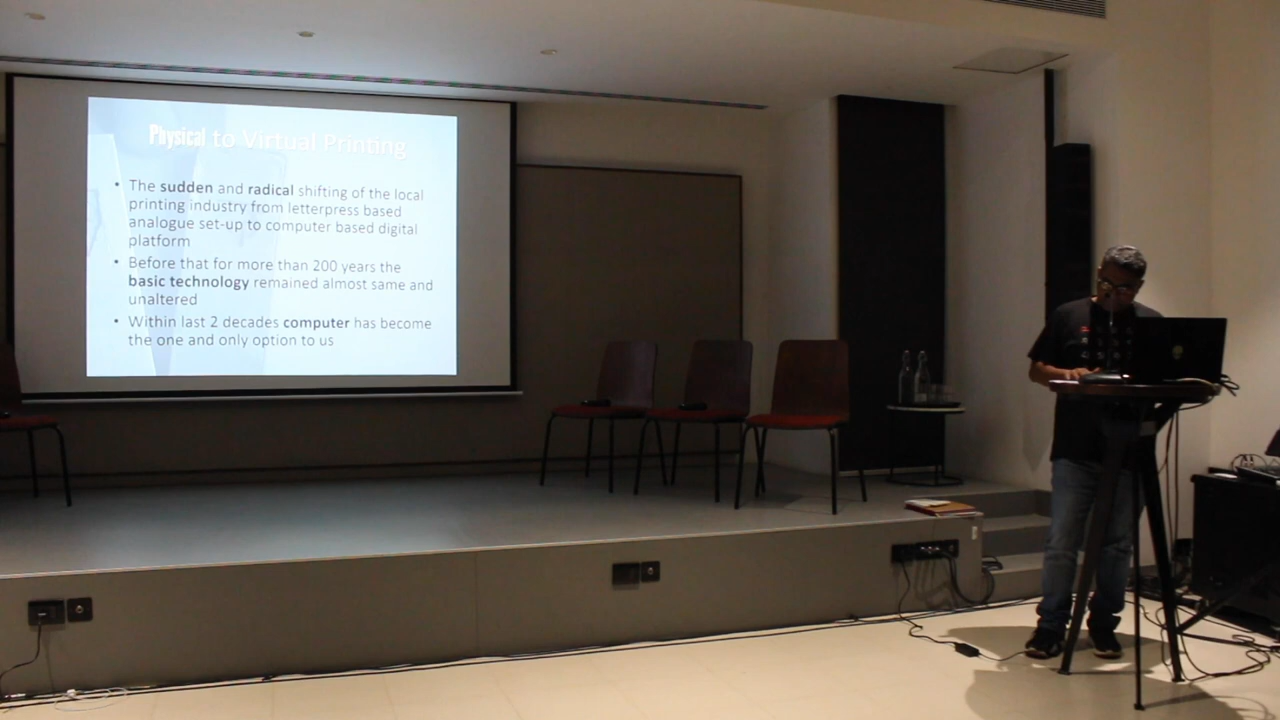 Physical to Virtual Printing
• The sudden and radical shifting of the local
printing industry from letterpress based
analogue set-up to computer based digital
platform
• Before that for more than 200 years the
basic technology remained almost same and
unaltered
• Within last 2 decades computer has become
the one and only option to us